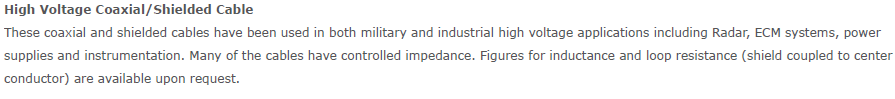 High Voltage Coaxial/Shielded Cable
These coaxial and shielded cables have been used in both military and industrial high voltage applications including Radar, ECM systems, power
supplies and instrumentation. Many of the cables have controlled impedance. Figures for inductance and loop resistance (shield coupled to center
conductor) are available upon request.